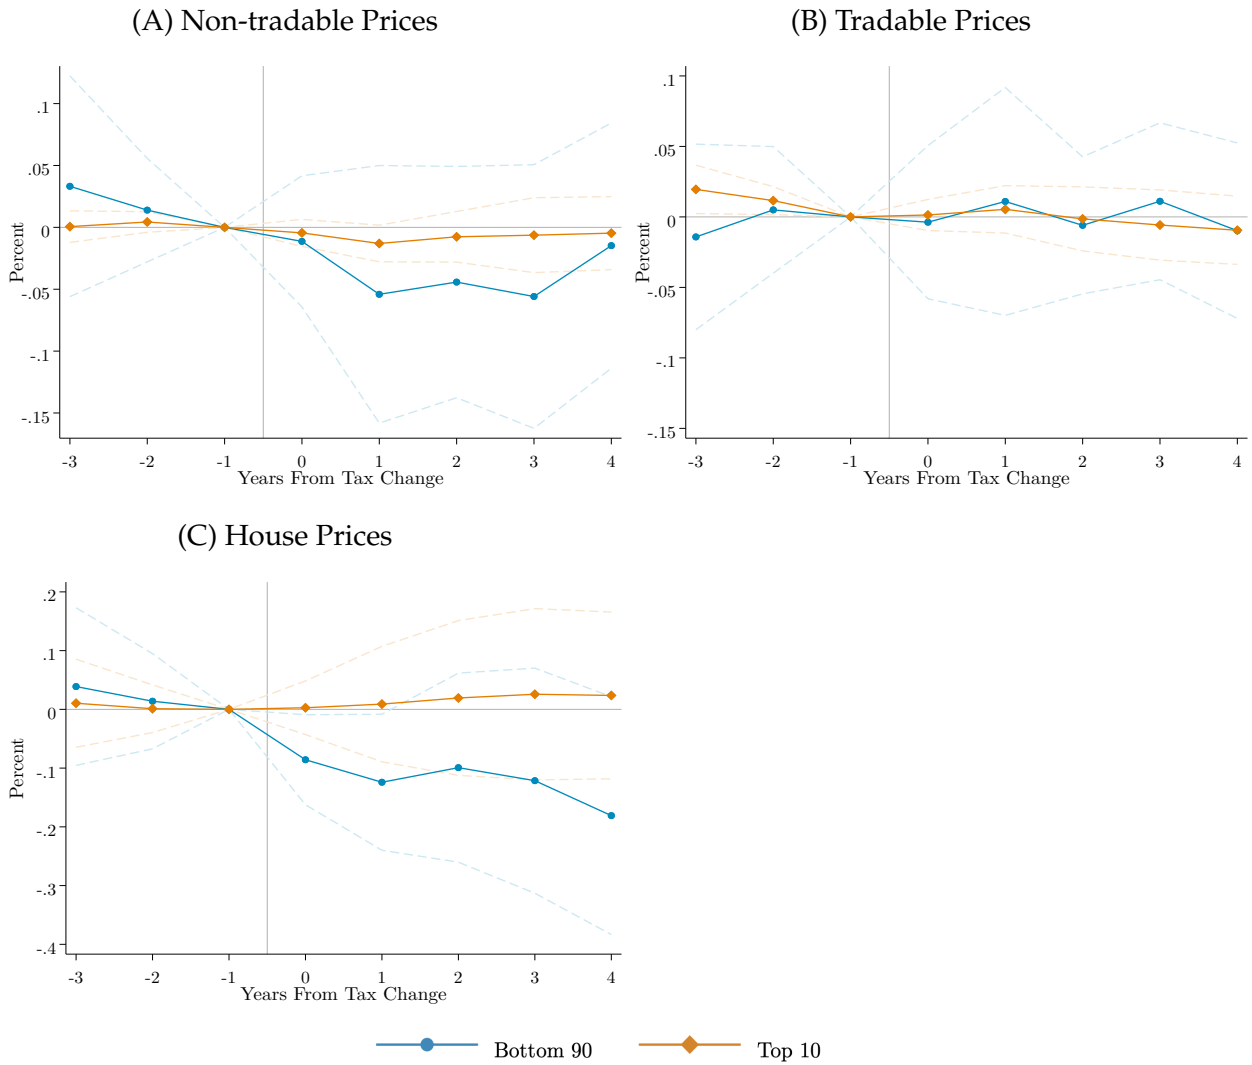 (A) Non-tradable Prices
Percent
.1
.05
0
-.05
-.1
-.15
-3 -2 -1 0 1 2 3 4
Years From Tax Change
(B) Tradable Prices
Percent
.1
.05
0
-.05
-.1
-.15
-3 -2 -1 0 1 2 3 4
Years From Tax Change
(C) House Prices
Percent
.2
.1
0
-.1
-.2
-.3
-.4
-3 -2 -1 0 1 2 3 4
Years From Tax Change
Bottom 90 Top 10